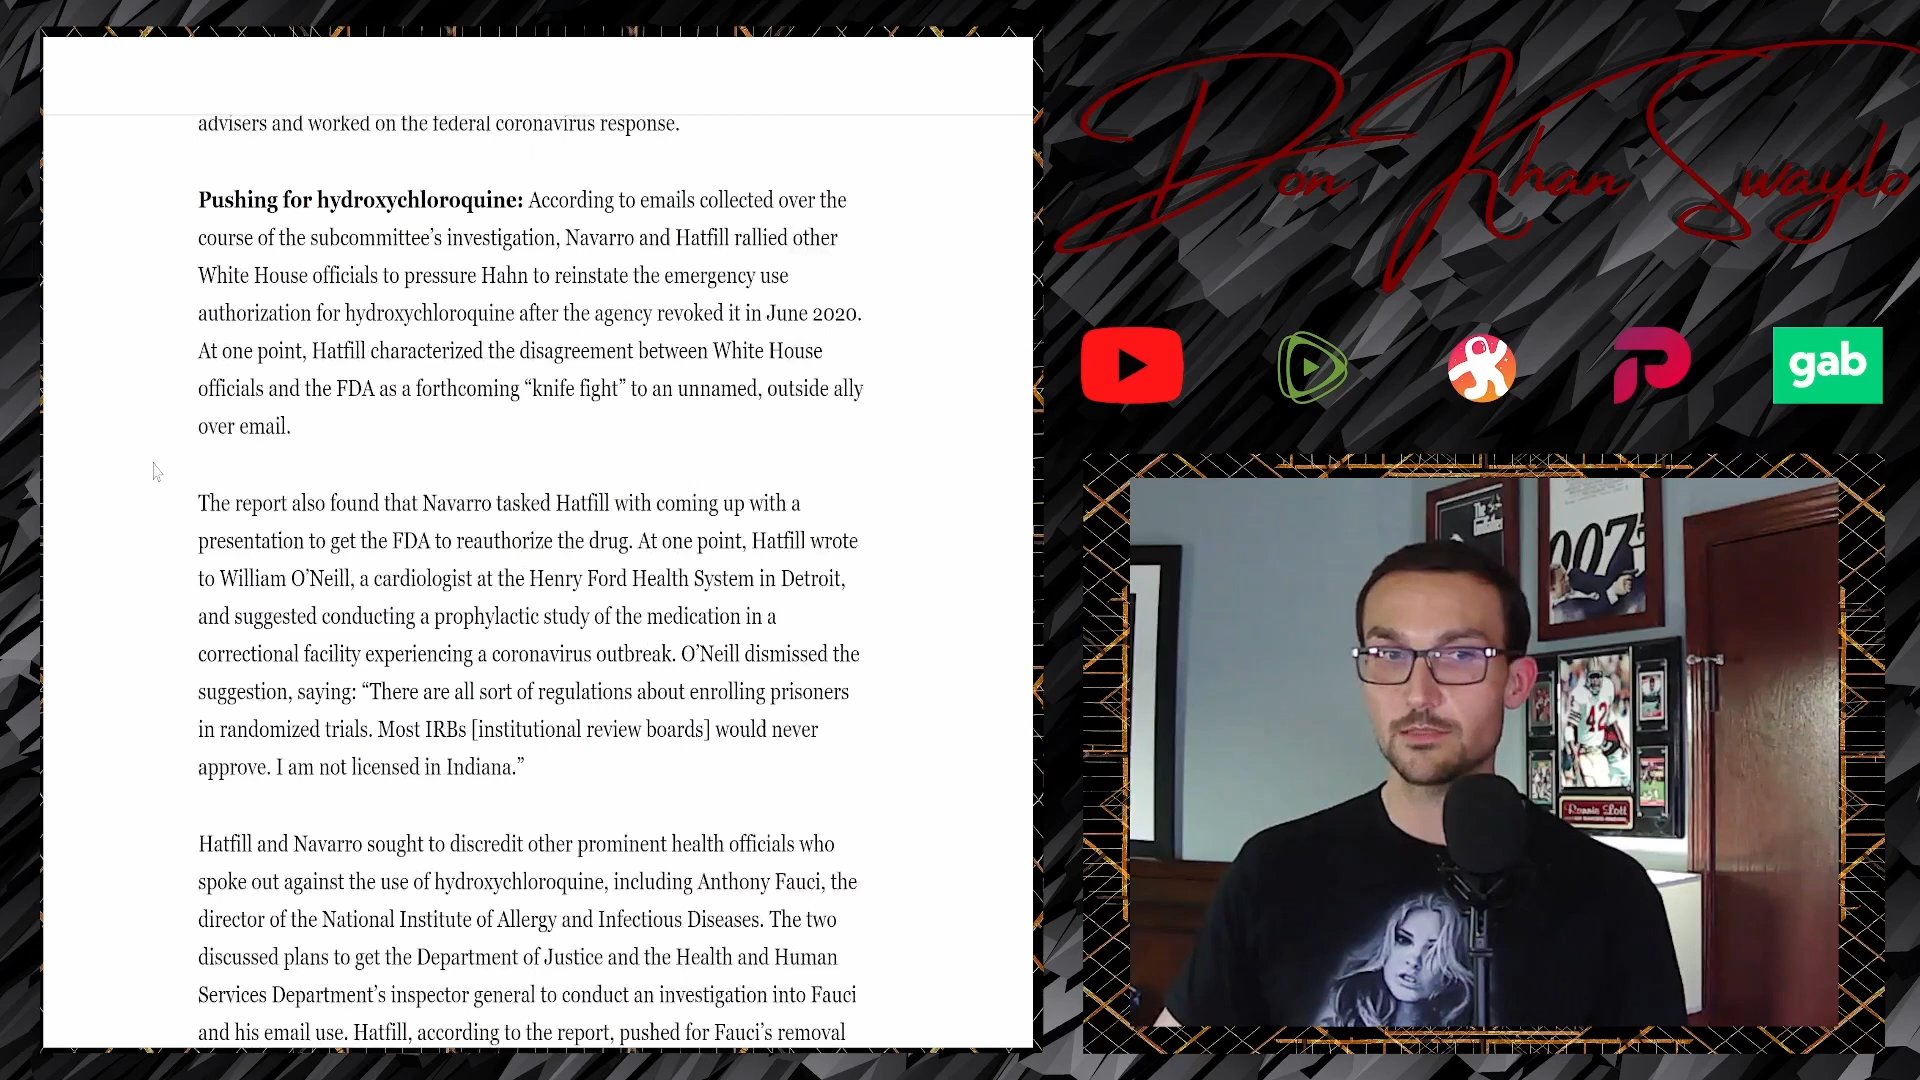 advisers and worked on the federal coronavirus response.
Pushing for hydroxychloroquine: According to emails collected over the
course of the subcommittee’s investigation, Navarro and Hatfill rallied other
White House officials to pressure Hahn to reinstate the emergency use
authorization for hydroxychloroquine after the agency revoked it in June 2020.
At one point, Hatfill characterized the disagreement between White House
officials and the FDA as a forthcoming “knife fight” to an unnamed, outside ally
over email.
The report also found that Navarro tasked Hatfill with coming up with a
presentation to get the FDA to reauthorize the drug. At one point, Hatfill wrote
to William O’Neill, a cardiologist at the Henry Ford Health System in Detroit,
and suggested conducting a prophylactic study of the medication in a
correctional facility experiencing a coronavirus outbreak. O’Neill dismissed the
suggestion, saying: “There are all sort of regulations about enrolling prisoners
in randomized trials. Most IRBs [institutional review boards] would never
approve. I am not licensed in Indiana.”
Hatfill and Navarro sought to discredit other prominent health officials who
spoke out against the use of hydroxychloroquine, including Anthony Fauci, the
director of the National Institute of Allergy and Infectious Diseases. The two
discussed plans to get the Department of Justice and the Health and Human
Services Department’s inspector general to conduct an investigation into Fauci
and his email use. Hatfill, according to the report, pushed for Fauci’s removal
Don Khan Swaylo
gab
The
007
42
Ronnie Lott